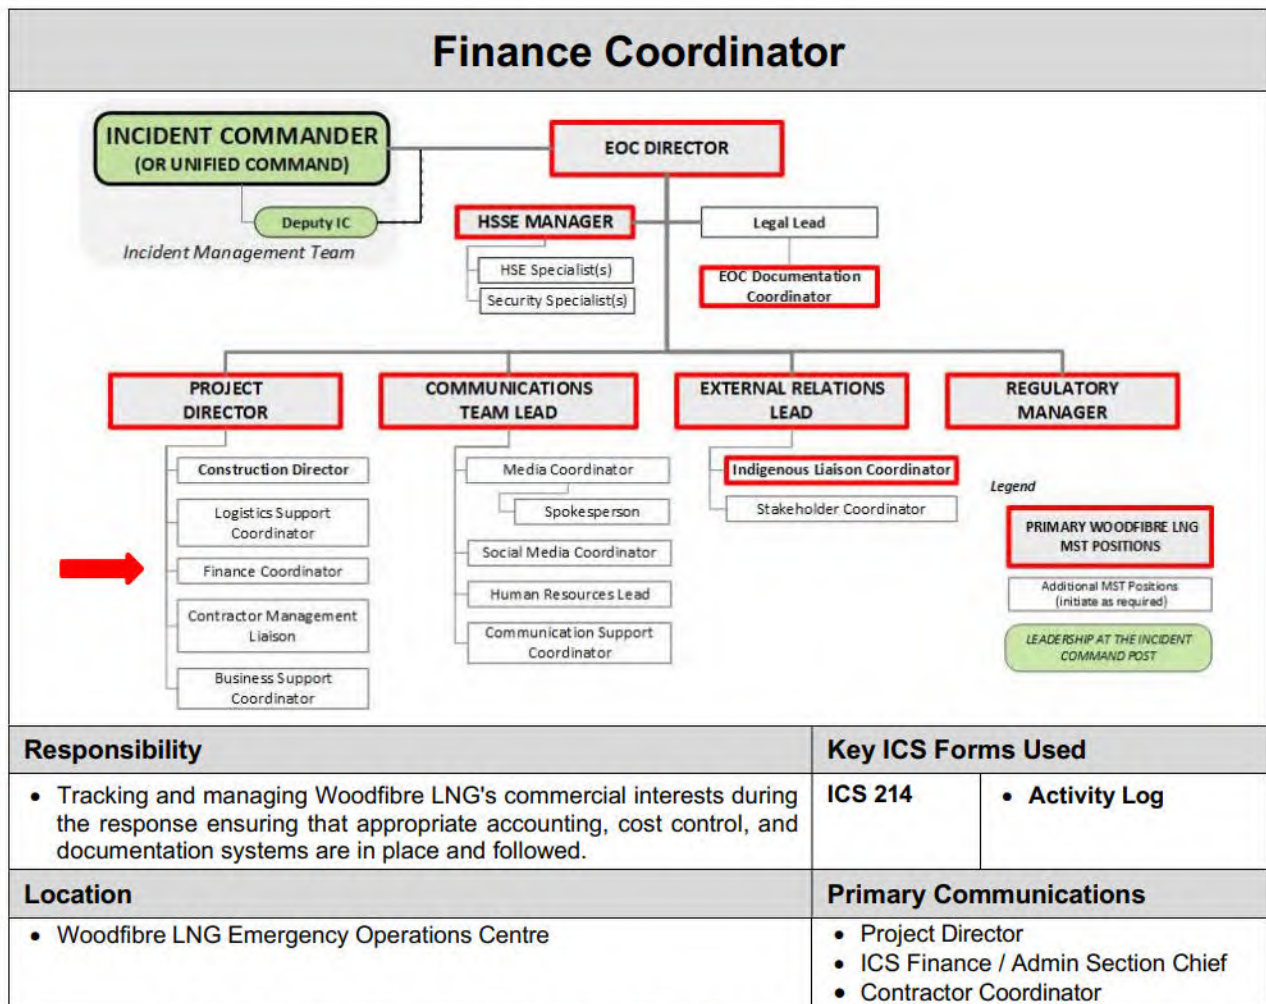 Finance Coordinator
INCIDENT COMMANDER
(OR UNIFIED COMMAND)
EOC DIRECTOR
Deputy IC
Incident Management Team
HSSE MANAGER
Legal Lead
HSE Specialist(s)
Security Specialist(s)
EOC Documentation
Coordinator
PROJECT
DIRECTOR
COMMUNICATIONS
TEAM LEAD
EXTERNAL RELATIONS
LEAD
REGULATORY
MANAGER
Construction Director
Logistics Support
Coordinator
Finance Coordinator
Contractor Management
Liaison
Business Support
Coordinator
Media Coordinator
Spokesperson
Social Media Coordinator
Human Resources Lead
Communication Support
Coordinator
Indigenous Liaison Coordinator
Stakeholder Coordinator
Legend
PRIMARY WOODFIBRE LNG
MST POSITIONS
Additional MST Positions
(initiate as required)
LEADERSHIP AT THE INCIDENT
COMMAND POST
Responsibility
• Tracking and managing Woodfibre LNG's commercial interests during
the response ensuring that appropriate accounting, cost control, and
documentation systems are in place and followed.
Key ICS Forms Used
ICS 214
• Activity Log
Location
• Woodfibre LNG Emergency Operations Centre
Primary Communications
• Project Director
• ICS Finance / Admin Section Chief
• Contractor Coordinator